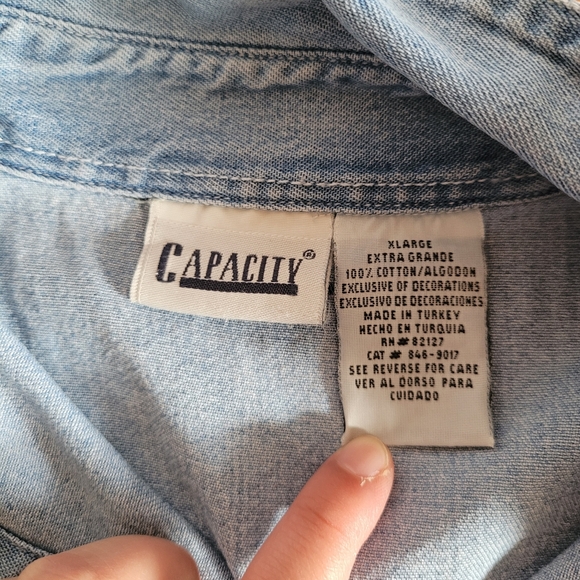 CAPACITY®
XLARGE
EXTRA GRANDE
100% COTTON/ALGODON
EXCLUSIVE OF DECORATIONS
EXCLUSIVO DE DECORACIONES
MADE IN TURKEY
HECHO EN TURQUIA
RN# 82127
CAT # 846-9017
SEE REVERSE FOR CARE
VER AL DORSO PARA
CUIDADO